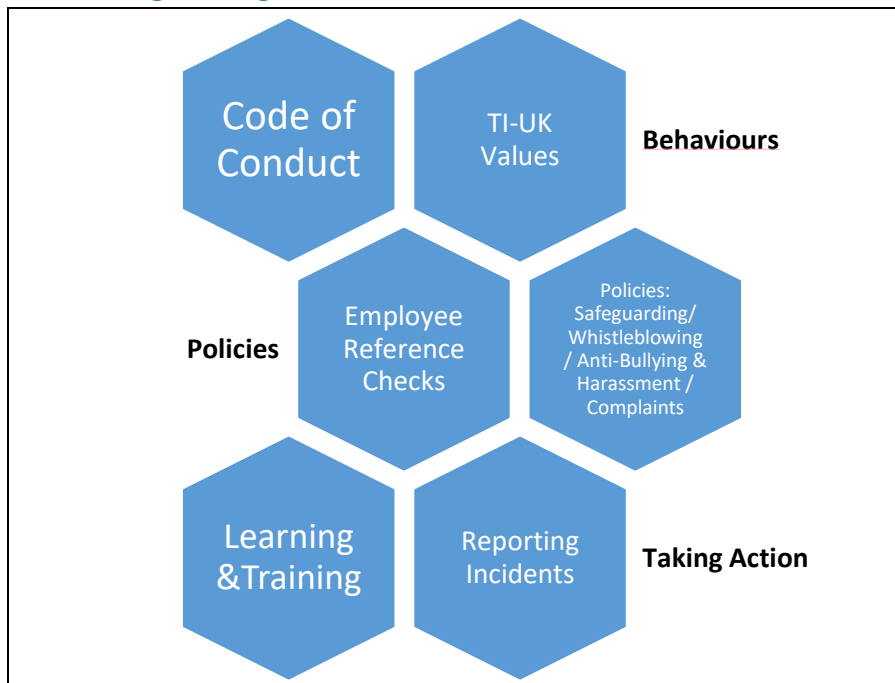 Code of
Conduct
TI-UK
Values
Behaviours
Policies
Employee
Reference
Checks
Policies:
Safeguarding/
Whistleblowing
/ Anti-Bullying &
Harassment /
Complaints
Learning
&Training
Reporting
Incidents
Taking Action